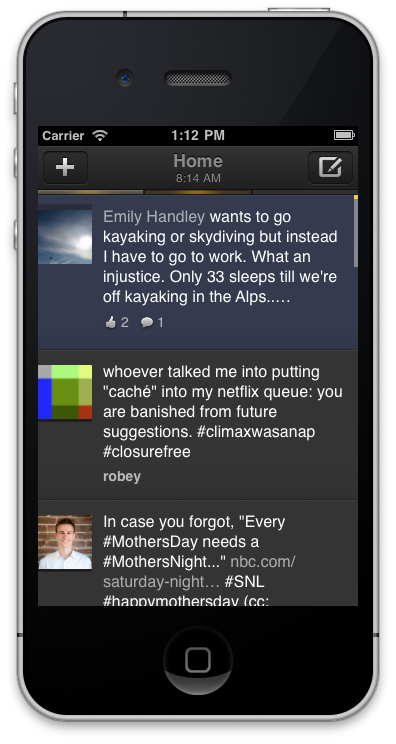 Carrier 1:12 PM
Home
8:14 AM
Emily Handley wants to go
kayaking or skydiving but instead
I have to go to work. What an
injustice. Only 33 sleeps till we're
off kayaking in the Alps..…
2 1
whoever talked me into putting
"caché" into my netflix queue: you
are banished from future
suggestions. #climaxwasanap
#closurefree
robey
In case you forgot, "Every
#MothersDay needs a
#MothersNight..." nbc.com/
saturday-night… #SNL
#happymothersday (cc: